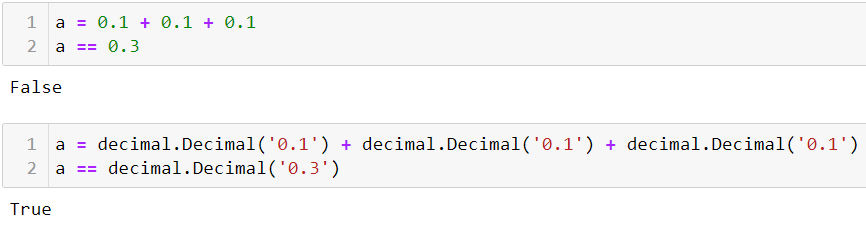 1 a = 0.1 + 0.1 + 0.1
2 a == 0.3
False
1 a = decimal.Decimal('0.1') + decimal.Decimal('0.1') + decimal.Decimal('0.1')
2 a == decimal.Decimal('0.3')
True